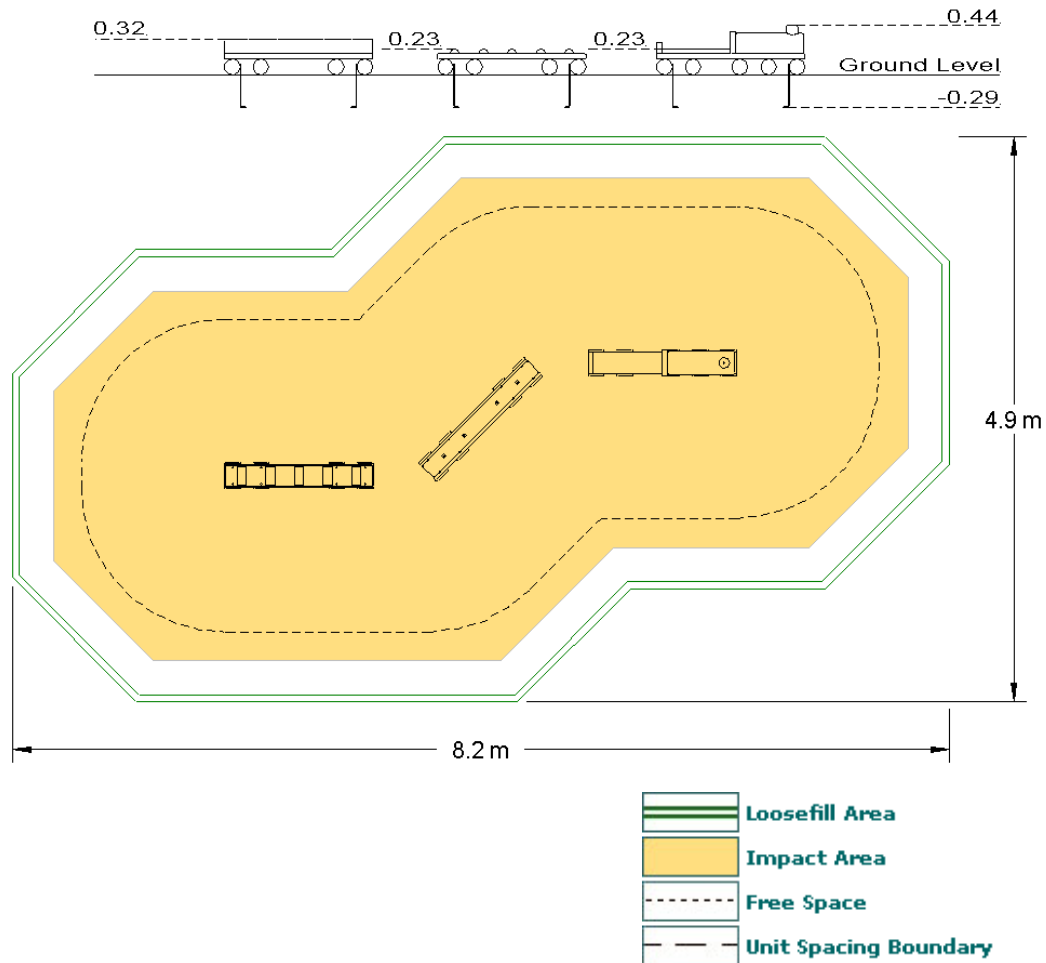 0.32
0.23
0.23
0.44
Ground Level
-0.29
4.9 m
8.2 m
Loosefill Area
Impact Area
Free Space
Unit Spacing Boundary